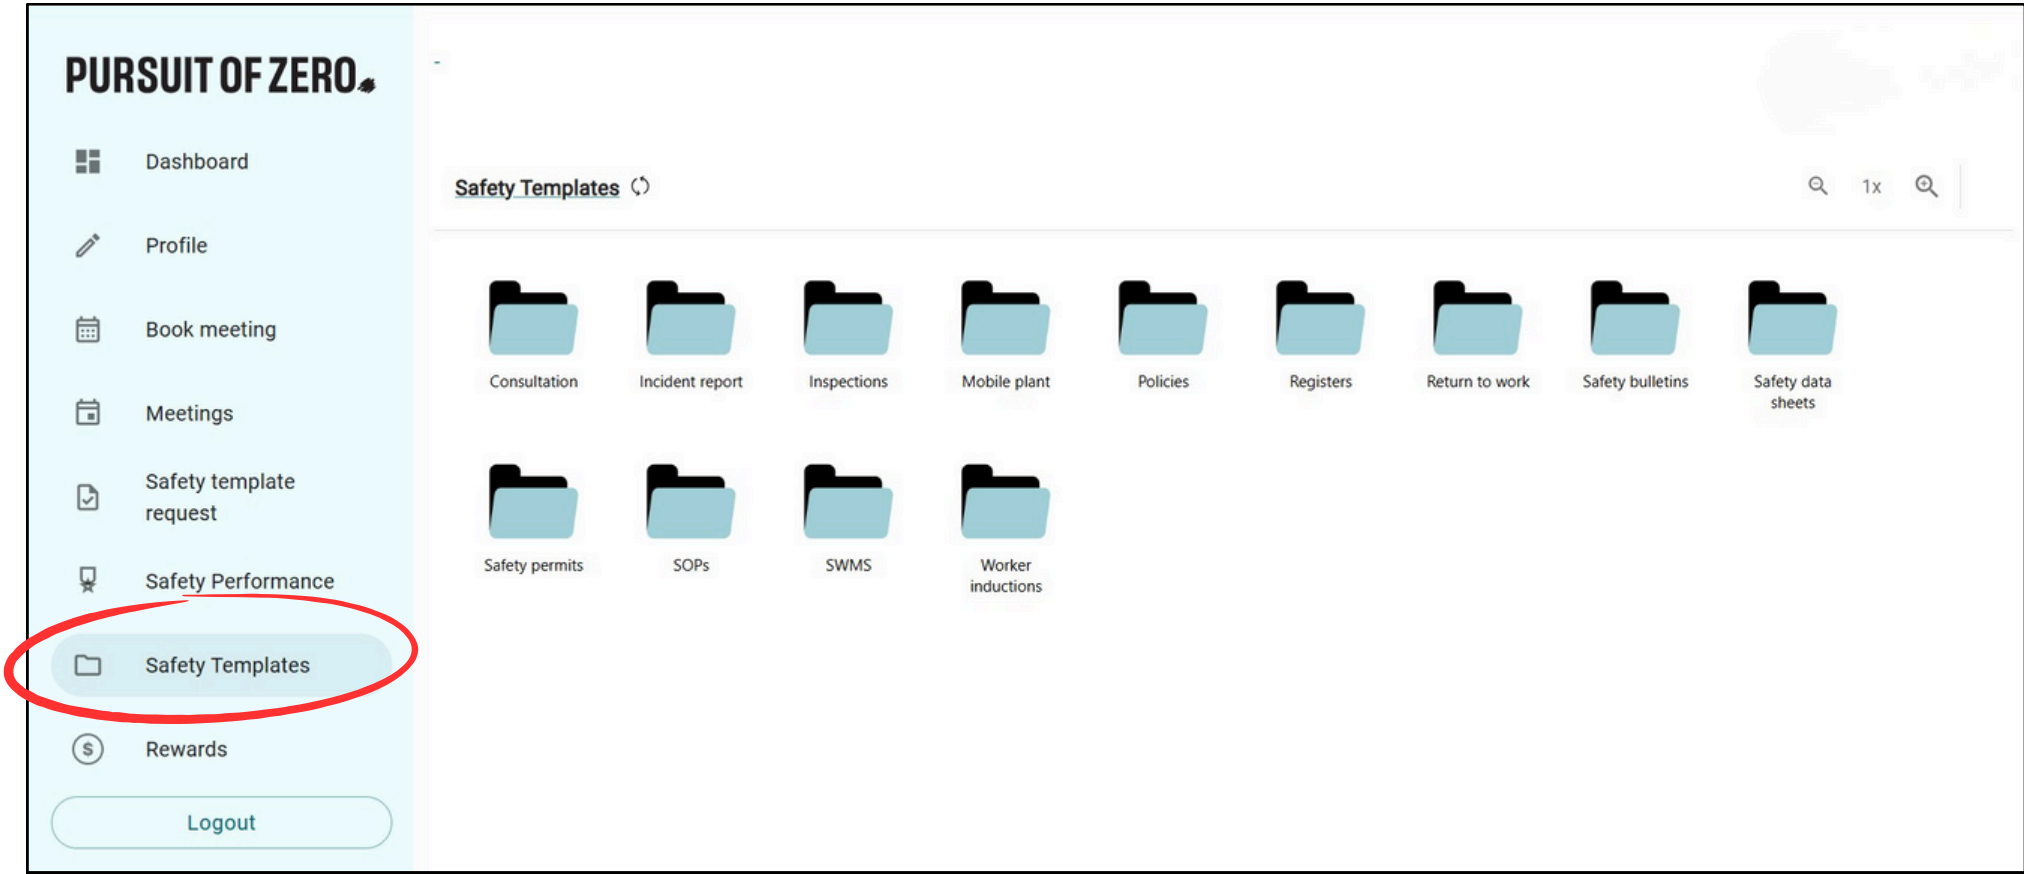 PURSUIT OF ZERO
Dashboard
Profile
Book meeting
Meetings
Safety template
request
Safety Performance
Safety Templates
Rewards
$
Logout
-
Safety Templates
1x
Consultation
Incident report
Inspections
Mobile plant
Policies
Registers
Return to work
Safety bulletins
Safety data
sheets
Safety permits
SOPs
SWMS
Worker
inductions